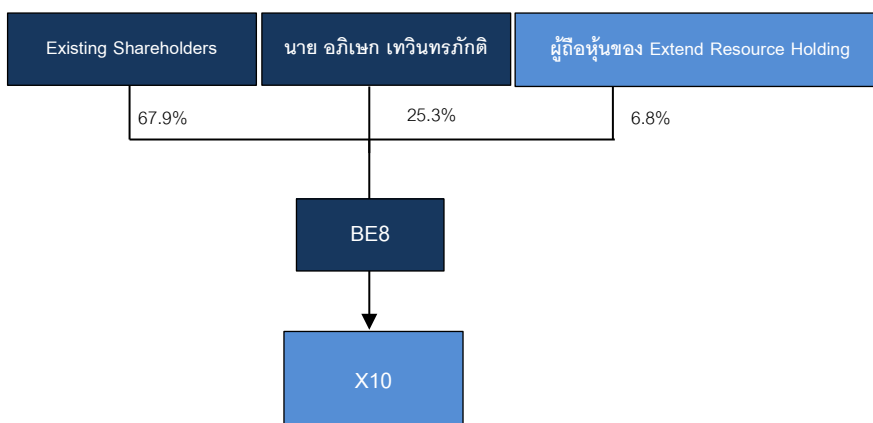 Existing Shareholders
นาย อภิเษก เทวินทรภักติ
ผู้ถือหุ้นของ Extend Resource Holding
67.9%
25.3%
6.8%
BE8
X10